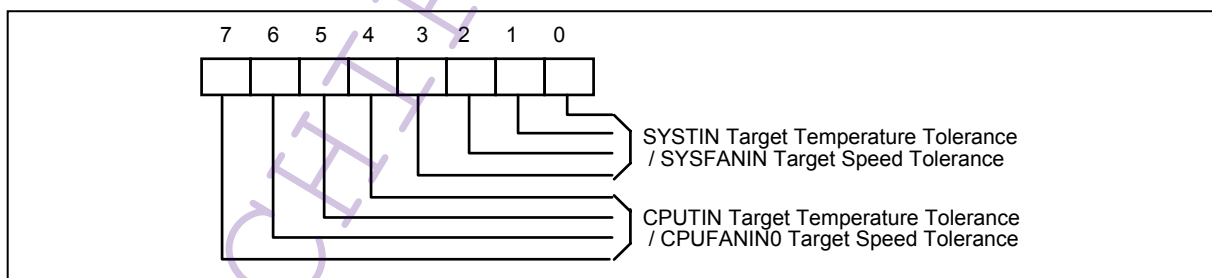 7 6 5 4 3 2 1 0
SYSTIN Target Temperature Tolerance
/ SYSFANIN Target Speed Tolerance
CPUTIN Target Temperature Tolerance
/ CPUFANIN0 Target Speed Tolerance
CHI